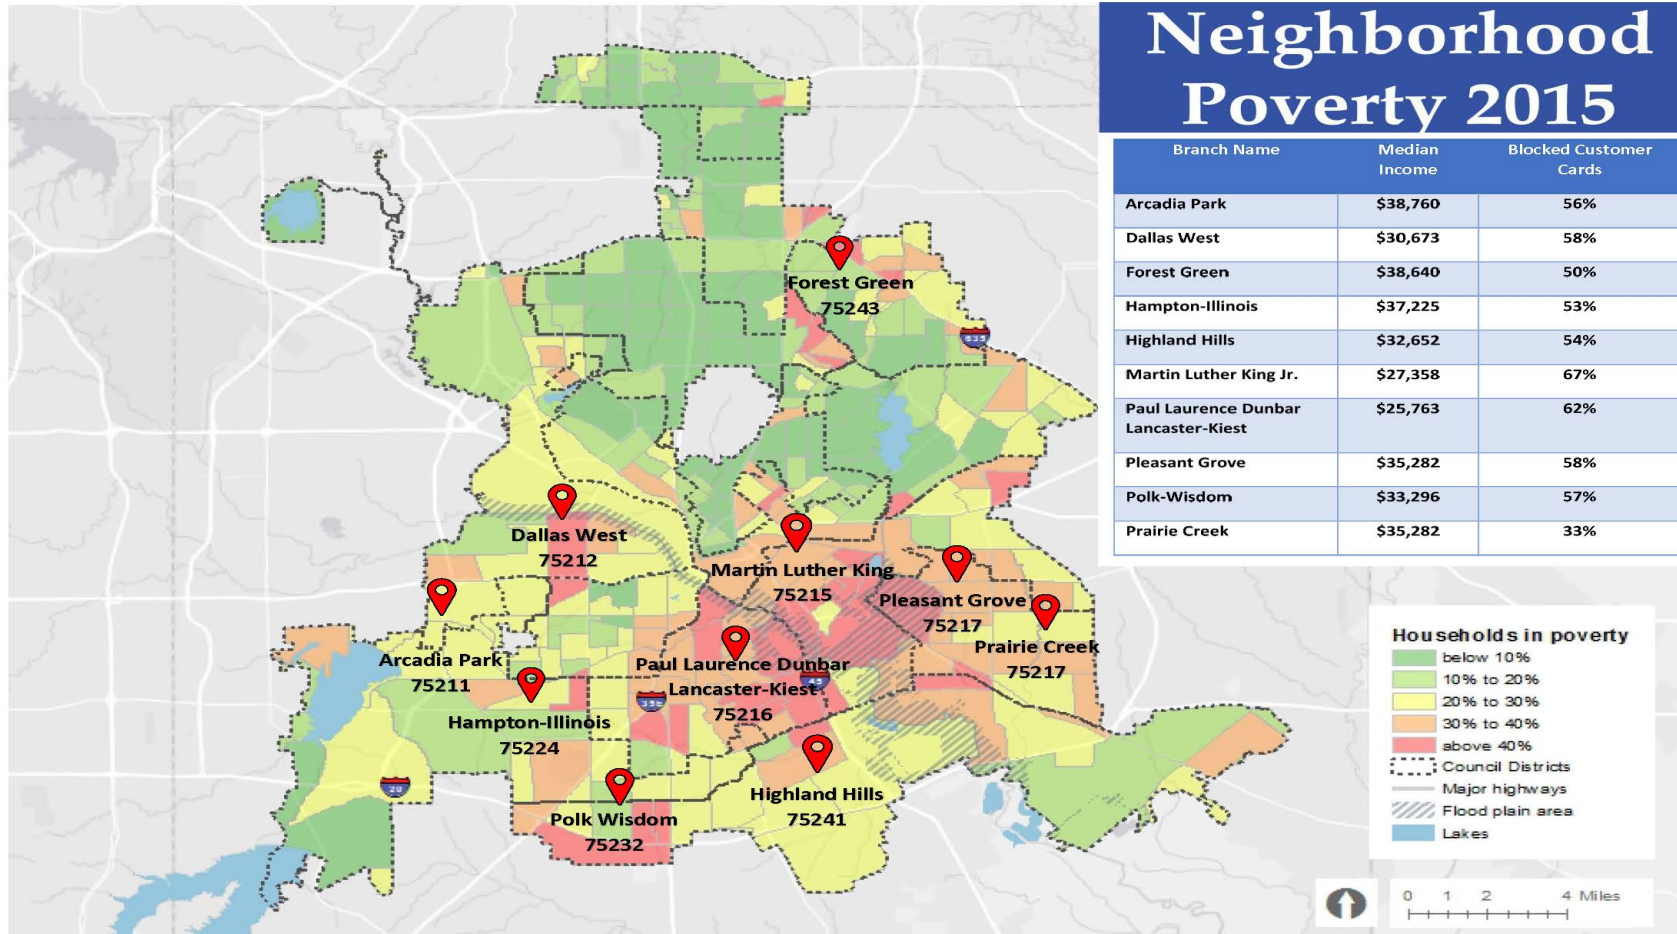 Neighborhood
Poverty 2015
Branch Name Median Income Blocked Customer Cards
Arcadia Park $38,760 56%
Dallas West $30,673 58%
Forest Green $38,640 50%
Hampton-Illinois $37,225 53%
Highland Hills $32,652 54%
Martin Luther King Jr. $27,358 67%
Paul Laurence Dunbar Lancaster-Kiest $25,763 62%
Pleasant Grove $35,282 58%
Polk-Wisdom $33,296 57%
Prairie Creek $35,282 33%
Forest Green
75243
635
Dallas West
75212
Martin Luther King
75215
Pleasant Grove
75217
Prairie Creek
75217
Arcadia Park
75211
Paul Laurence Dunbar
Lancaster-Kiest
75216
45
35E
Hampton-Illinois
75224
20
Highland Hills
75241
Polk Wisdom
75232
Households in poverty
below 10%
10% to 20%
20% to 30%
30% to 40%
above 40%
Council Districts
Major highways
Flood plain area
Lakes
0 1 2 4 Miles